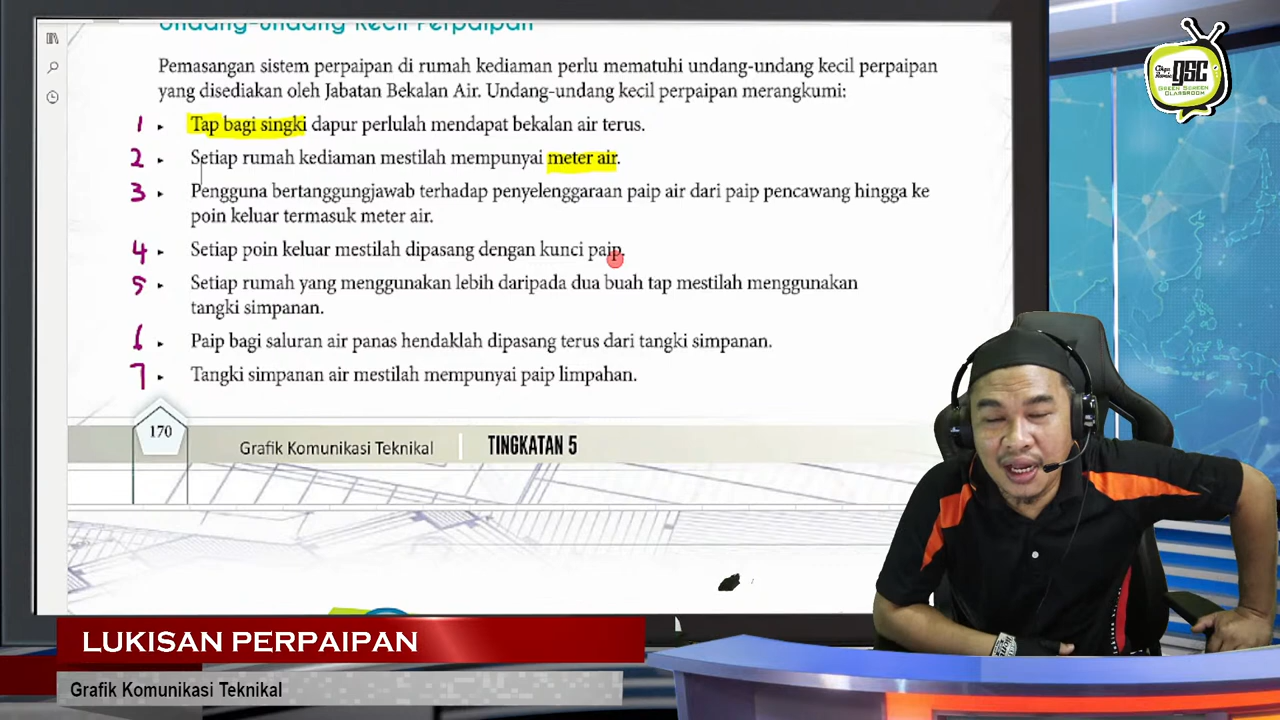 Undang-undang Kecil Perpaipan
Pemasangan sistem perpaipan di rumah kediaman perlu mematuhi undang-undang kecil perpaipan
yang disediakan oleh Jabatan Bekalan Air. Undang-undang kecil perpaipan merangkumi:
1 ▸ Tap bagi singki dapur perlulah mendapat bekalan air terus.
2 ▸ Setiap rumah kediaman mestilah mempunyai meter air.
3 ▸ Pengguna bertanggungjawab terhadap penyelenggaraan paip air dari paip pencawang hingga ke
poin keluar termasuk meter air.
4 ▸ Setiap poin keluar mestilah dipasang dengan kunci paip.
5 ▸ Setiap rumah yang menggunakan lebih daripada dua buah tap mestilah menggunakan
tangki simpanan.
6 ▸ Paip bagi saluran air panas hendaklah dipasang terus dari tangki simpanan.
7 ▸ Tangki simpanan air mestilah mempunyai paip limpahan.
170 Grafik Komunikasi Teknikal | TINGKATAN 5
gsc
GREEN SCREEN
CLASSROOM
LUKISAN PERPAIPAN
Grafik Komunikasi Teknikal